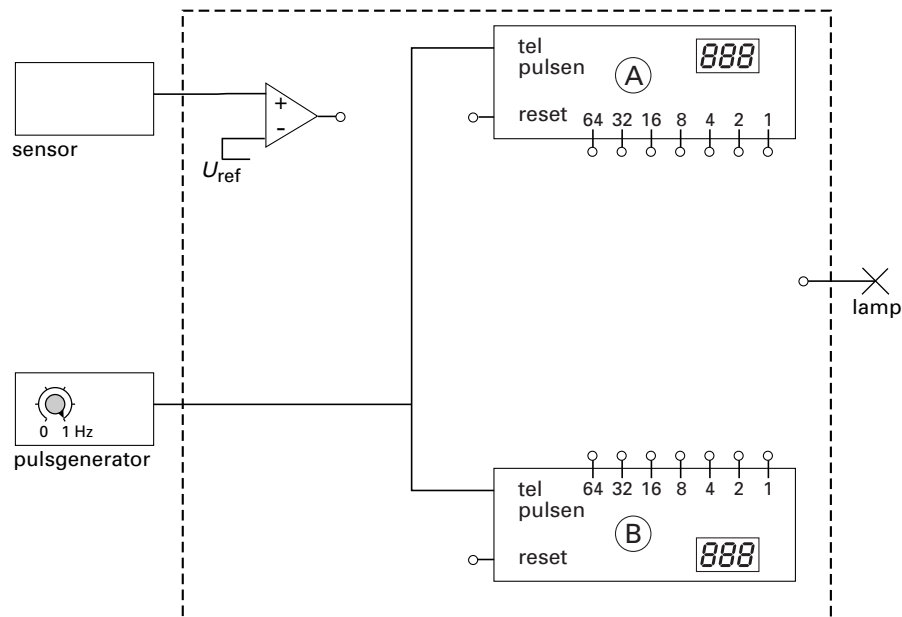 tel
pulsen
A
888
reset
64 32 16 8 4 2 1
+
-
sensor
Uref
lamp
0 1 Hz
pulsgenerator
64 32 16 8 4 2 1
tel
pulsen
B
888
reset